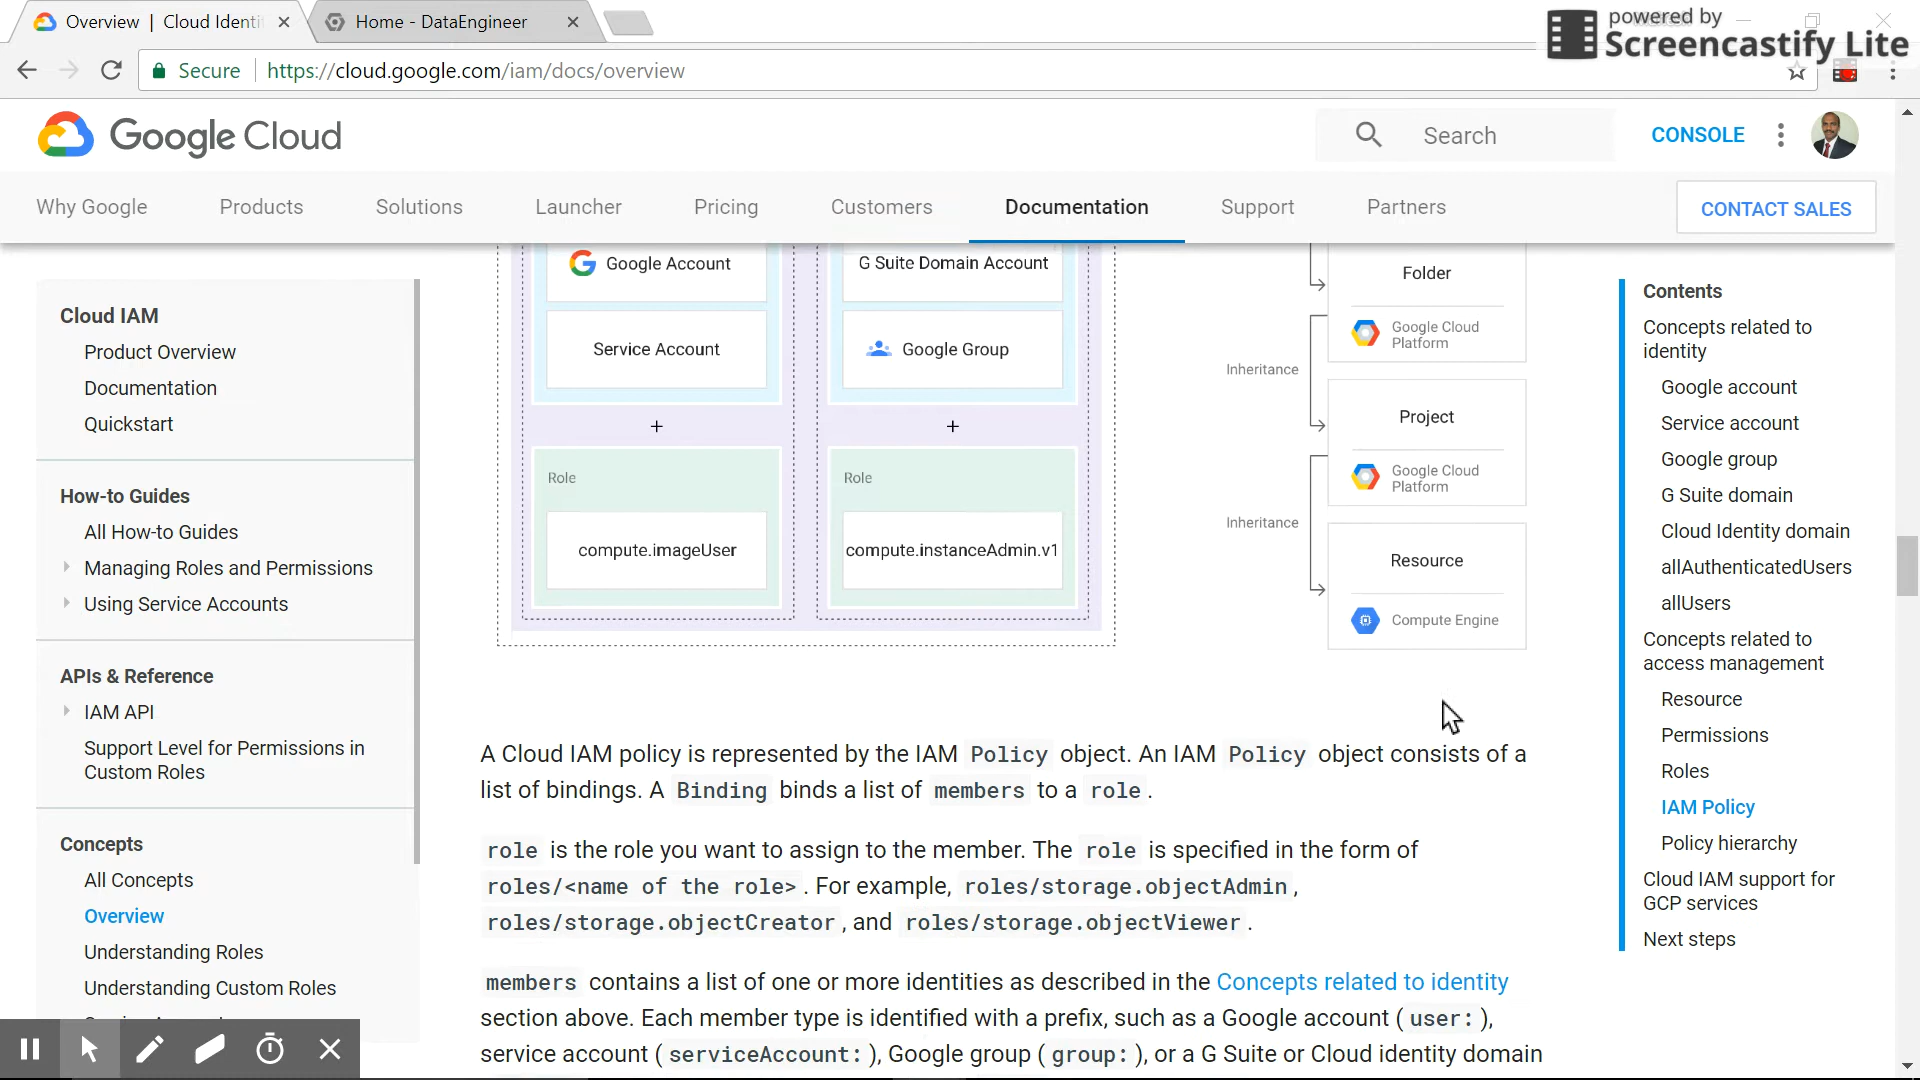 Overview | Cloud Identi
Home - DataEngineer
powered by
Screencastify Lite
Secure
https://cloud.google.com/iam/docs/overview
Google Cloud
Search
CONSOLE
Why Google
Products
Solutions
Launcher
Pricing
Customers
Documentation
Support
Partners
CONTACT SALES
Cloud IAM
Product Overview
Documentation
Quickstart
How-to Guides
All How-to Guides
Managing Roles and Permissions
Using Service Accounts
APIs & Reference
IAM API
Support Level for Permissions in
Custom Roles
Concepts
All Concepts
Overview
Understanding Roles
Understanding Custom Roles
Google Account
G Suite Domain Account
Service Account
Google Group
+
+
Role
Role
compute.imageUser
compute.instanceAdmin.v1
Folder
Google Cloud
Platform
Inheritance
Project
Google Cloud
Platform
Inheritance
Resource
Compute Engine
A Cloud IAM policy is represented by the IAM Policy object. An IAM Policy object consists of a
list of bindings. A Binding binds a list of members to a role.
role is the role you want to assign to the member. The role is specified in the form of
roles/<name of the role>. For example, roles/storage.objectAdmin,
roles/storage.objectCreator, and roles/storage.objectViewer.
members contains a list of one or more identities as described in the Concepts related to identity
section above. Each member type is identified with a prefix, such as a Google account (user:),
service account (serviceAccount:), Google group (group:), or a G Suite or Cloud identity domain
Contents
Concepts related to
identity
Google account
Service account
Google group
G Suite domain
Cloud Identity domain
allAuthenticatedUsers
allUsers
Concepts related to
access management
Resource
Permissions
Roles
IAM Policy
Policy hierarchy
Cloud IAM support for
GCP services
Next steps